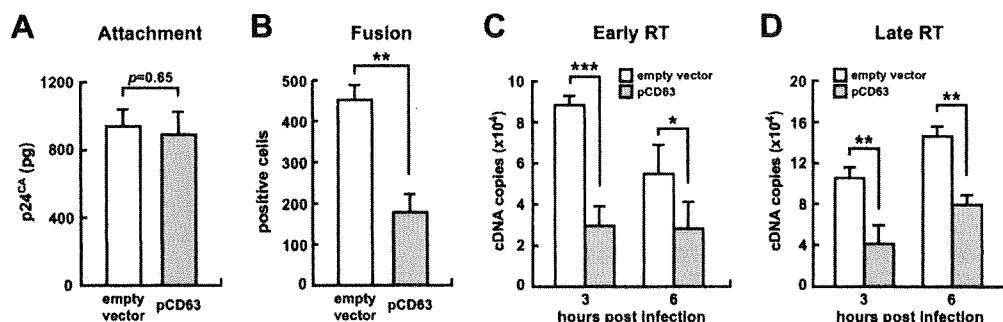 A Attachment
p24CA (pg)
1200
800
400
0
p=0.65
empty vector
pCD63
B Fusion
positive cells
500
400
300
200
100
0
**
empty vector
pCD63
C Early RT
cDNA copies (x10⁴)
10
8
6
4
2
0
empty vector
pCD63
***
*
3 6
hours post infection
D Late RT
cDNA copies (x10⁴)
20
16
12
8
4
0
empty vector
pCD63
**
**
3 6
hours post infection